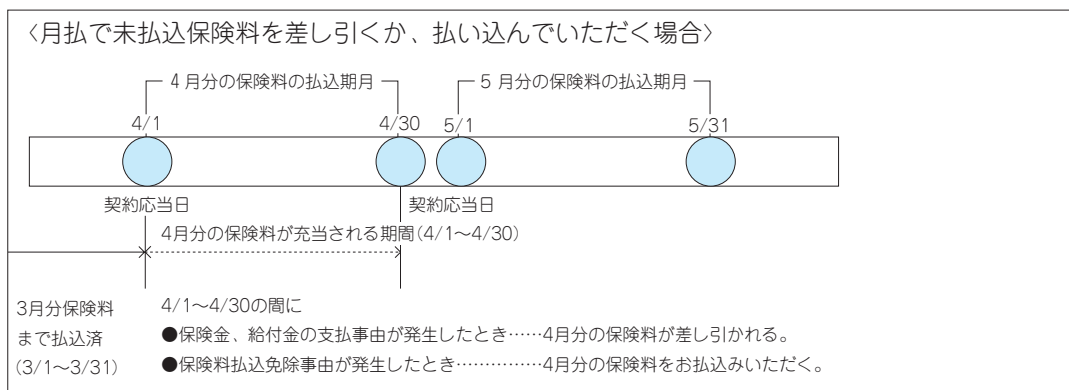 〈月払で未払込保険料を差し引くか、払い込んでいただく場合〉
4月分の保険料の払込期月
5月分の保険料の払込期月
4/1
4/30
5/1
5/31
契約応当日
契約応当日
4月分の保険料が充当される期間(4/1〜4/30)
3月分保険料
まで払込済
(3/1〜3/31)
4/1〜4/30の間に
●保険金、給付金の支払事由が発生したとき……4月分の保険料が差し引かれる。
●保険料払込免除事由が発生したとき……………4月分の保険料をお払込みいただく。